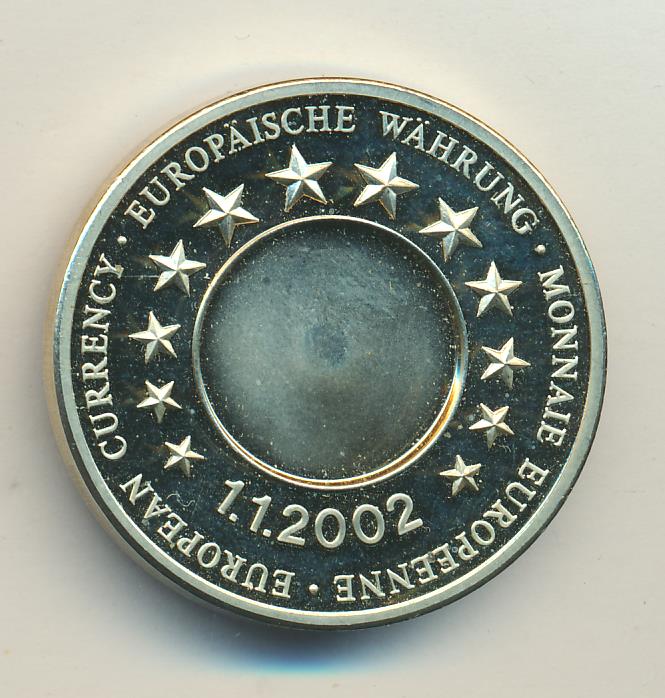 EUROPÄISCHE WÄHRUNG · MONNAIE EUROPEENNE · EUROPEAN CURRENCY ·
1.1.2002